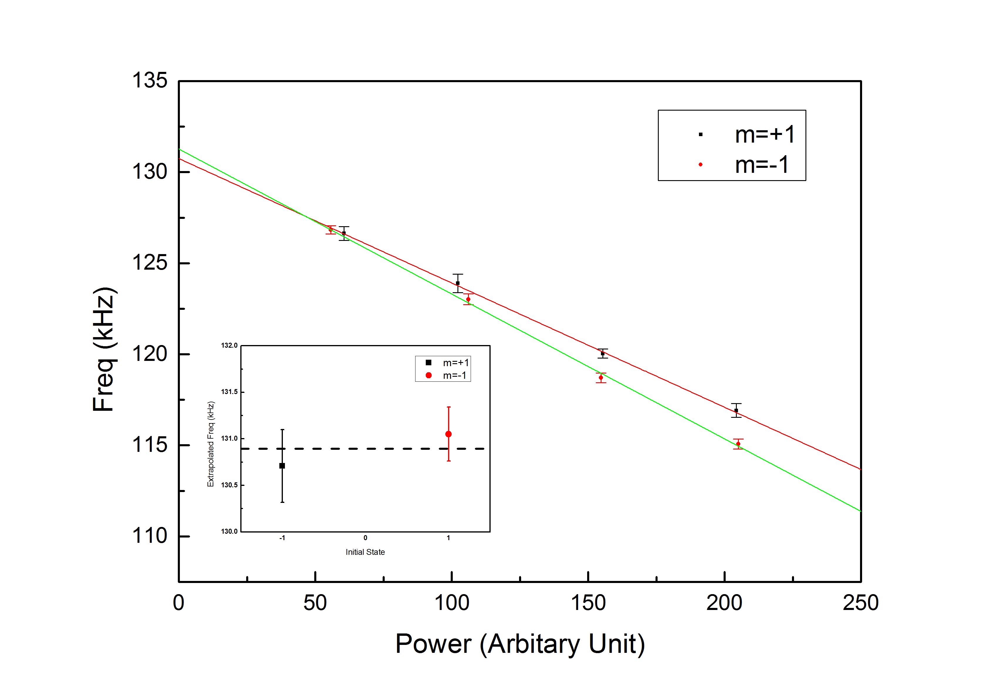 135
130
125
120
115
110
Freq (kHz)
m=+1
m=-1
132.0
131.5
131.0
130.5
130.0
Extrapolated Freq (kHz)
m=+1
m=-1
-1 0 1
Initial State
0 50 100 150 200 250
Power (Arbitary Unit)